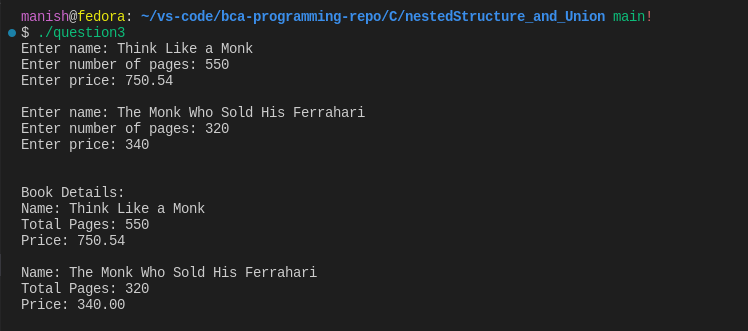 manish@fedora: ~/vs-code/bca-programming-repo/C/nestedStructure_and_Union main!
$ ./question3
Enter name: Think Like a Monk
Enter number of pages: 550
Enter price: 750.54
Enter name: The Monk Who Sold His Ferrahari
Enter number of pages: 320
Enter price: 340
Book Details:
Name: Think Like a Monk
Total Pages: 550
Price: 750.54
Name: The Monk Who Sold His Ferrahari
Total Pages: 320
Price: 340.00